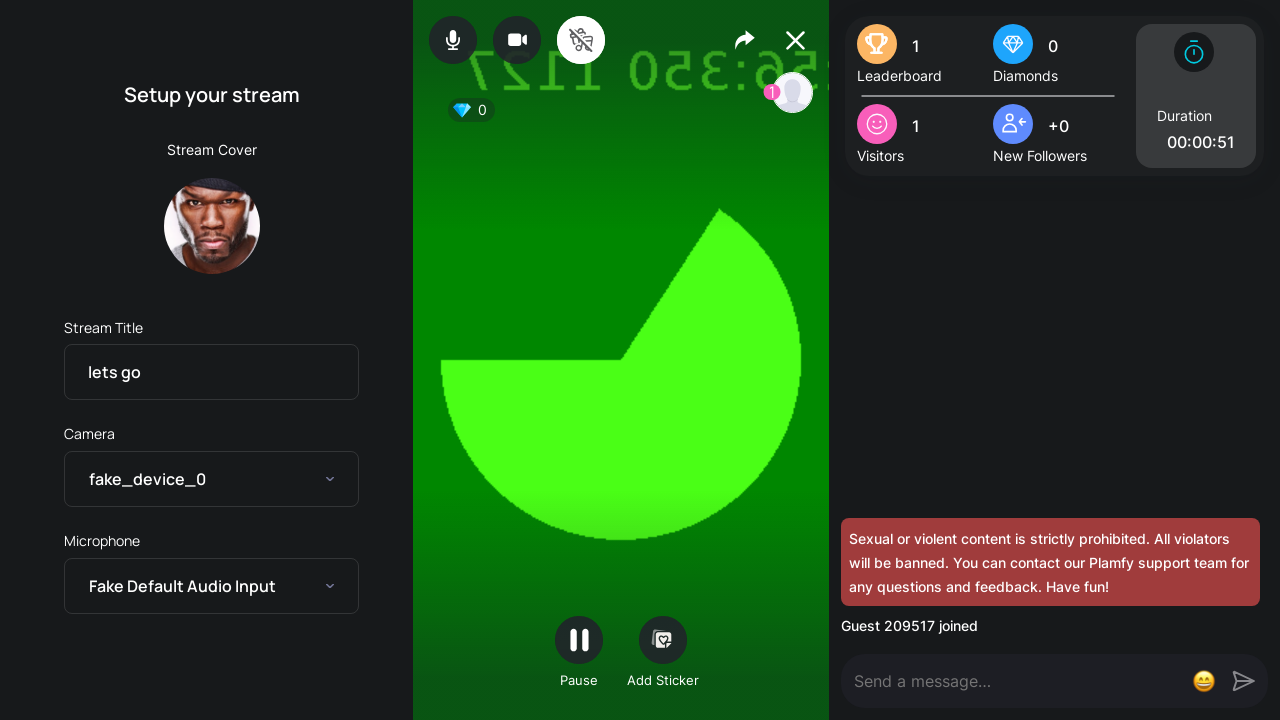 Setup your stream
Stream Cover
Stream Title
lets go
Camera
fake_device_0
Microphone
Fake Default Audio Input
0
1
Pause
Add Sticker
1
Leaderboard
0
Diamonds
1
Visitors
+0
New Followers
Duration
00:00:51
Sexual or violent content is strictly prohibited. All violators
will be banned. You can contact our Plamfy support team for
any questions and feedback. Have fun!
Guest 209517 joined
Send a message...